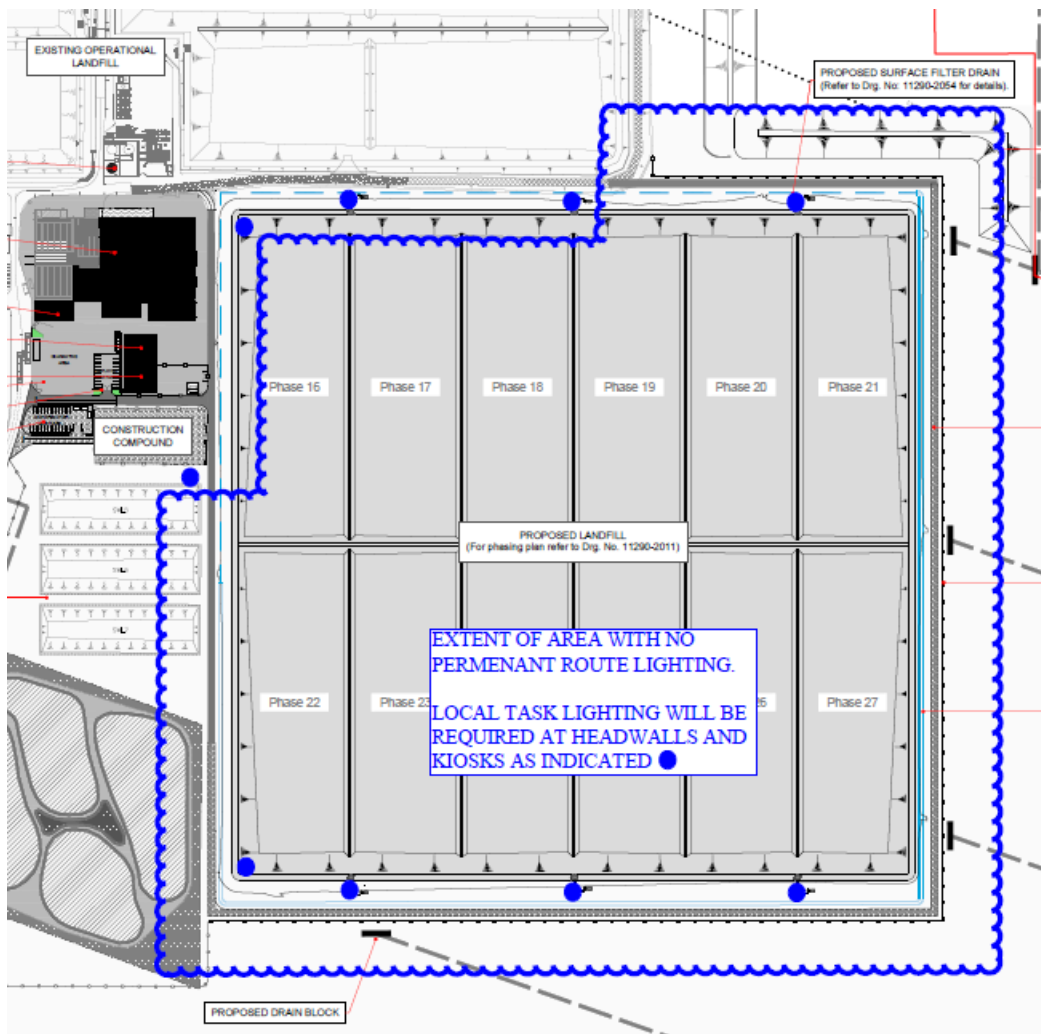 EXISTING OPERATIONAL
LANDFILL
PROPOSED SURFACE FILTER DRAIN
(Refer to Drg. No: 11290-2054 for details).
Phase 16
Phase 17
Phase 18
Phase 19
Phase 20
Phase 21
CONSTRUCTION
COMPOUND
PROPOSED LANDFILL
(For phasing plan refer to Drg. No. 11290-2011)
EXTENT OF AREA WITH NO
PERMENANT ROUTE LIGHTING.
LOCAL TASK LIGHTING WILL BE
REQUIRED AT HEADWALLS AND
KIOSKS AS INDICATED
Phase 22
Phase 23
26
Phase 27
PROPOSED DRAIN BLOCK